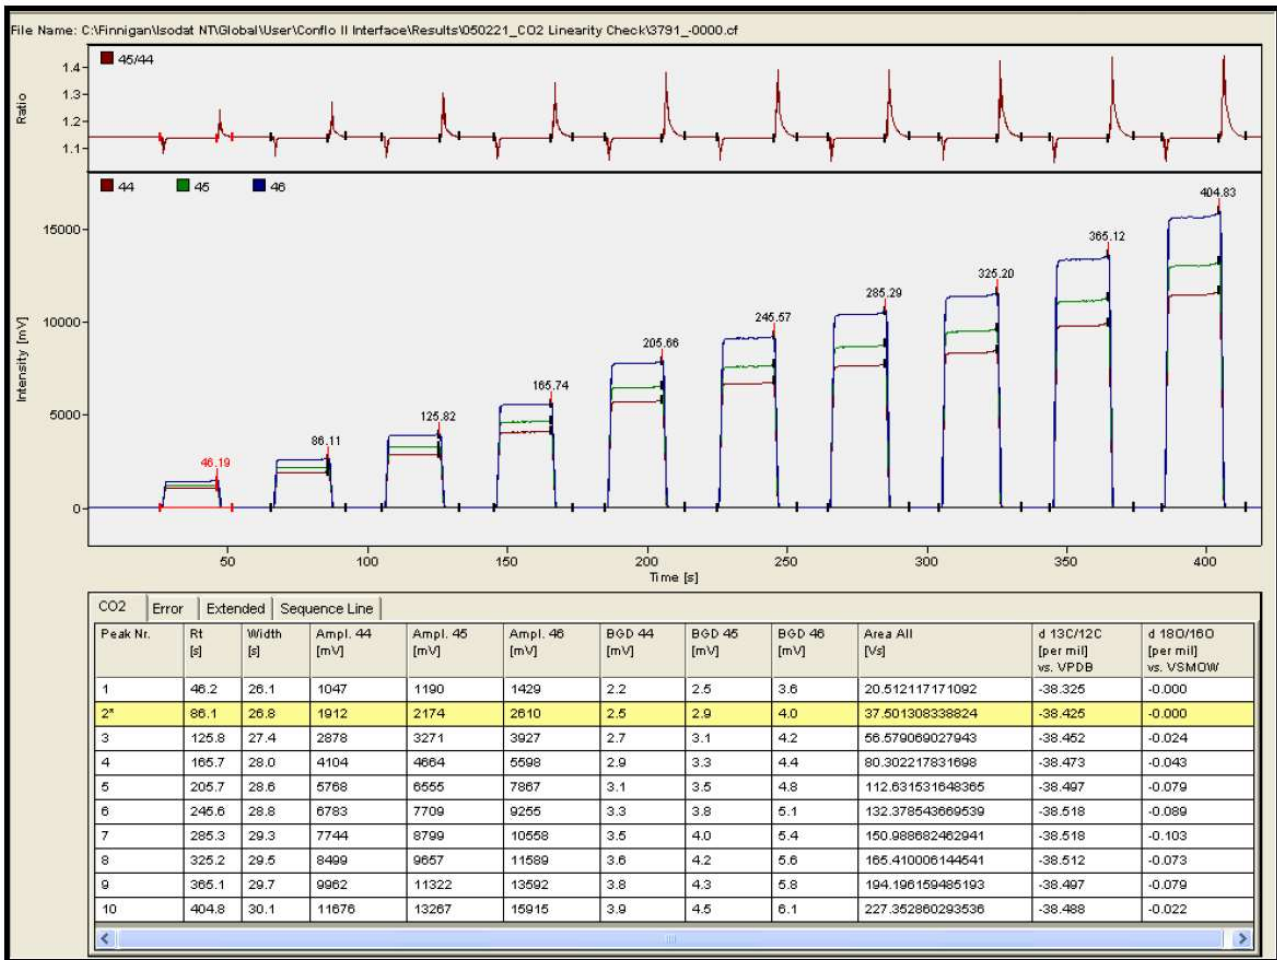 File Name: C:\Finnigan\Isodat NT\Global\User\Conflo II Interface\Results\050221_CO2 Linearity Check\3791_-0000.cf
45/44
Ratio
1.4
1.3
1.2
1.1
44 45 46
Intensity [mV]
15000
10000
5000
0
46.19
86.11
125.82
165.74
205.66
245.57
285.29
325.20
365.12
404.83
50 100 150 200 250 300 350 400
Time [s]
CO2 Error Extended Sequence Line
Peak Nr. Rt [s] Width [s] Ampl. 44 [mV] Ampl. 45 [mV] Ampl. 46 [mV] BGD 44 [mV] BGD 45 [mV] BGD 46 [mV] Area All [Vs] d 13C/12C [per mil] vs. VPDB d 18O/16O [per mil] vs. VSMOW
1 46.2 26.1 1047 1190 1429 2.2 2.5 3.6 20.512117171092 -38.325 -0.000
2* 86.1 26.8 1912 2174 2610 2.5 2.9 4.0 37.501308338824 -38.425 -0.000
3 125.8 27.4 2878 3271 3927 2.7 3.1 4.2 56.579069027943 -38.452 -0.024
4 165.7 28.0 4104 4664 5598 2.9 3.3 4.4 80.302217831698 -38.473 -0.043
5 205.7 28.6 5768 6555 7867 3.1 3.5 4.8 112.631531648365 -38.497 -0.079
6 245.6 28.8 6783 7709 9255 3.3 3.8 5.1 132.378543669539 -38.518 -0.089
7 285.3 29.3 7744 8799 10558 3.5 4.0 5.4 150.988682462941 -38.518 -0.103
8 325.2 29.5 8499 9657 11589 3.6 4.2 5.6 165.410006144541 -38.512 -0.073
9 365.1 29.7 9962 11322 13592 3.8 4.3 5.8 194.196159485193 -38.497 -0.079
10 404.8 30.1 11676 13267 15915 3.9 4.5 6.1 227.352860293536 -38.488 -0.022